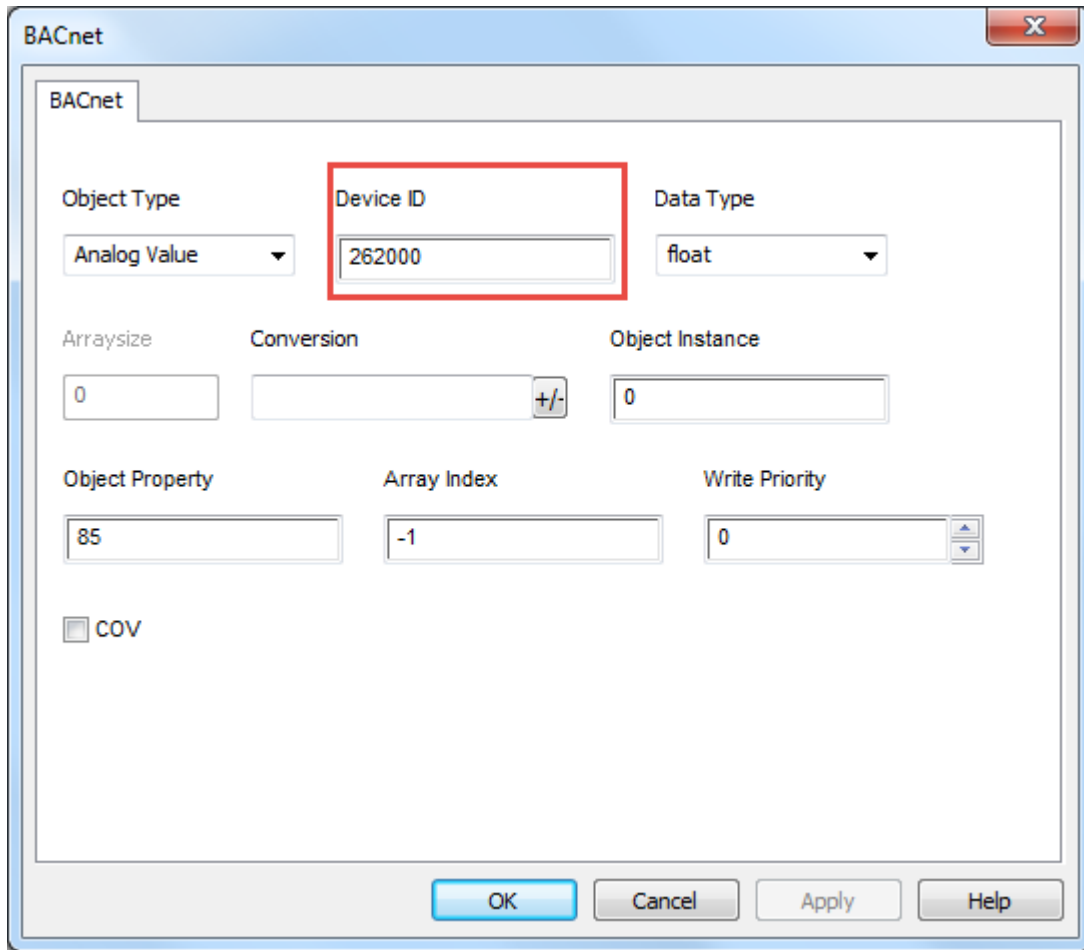 BACnet
BACnet
Object Type Device ID Data Type
Analog Value 262000 float
Arraysize Conversion Object Instance
0 +/- 0
Object Property Array Index Write Priority
85 -1 0
COV
OK Cancel Apply Help